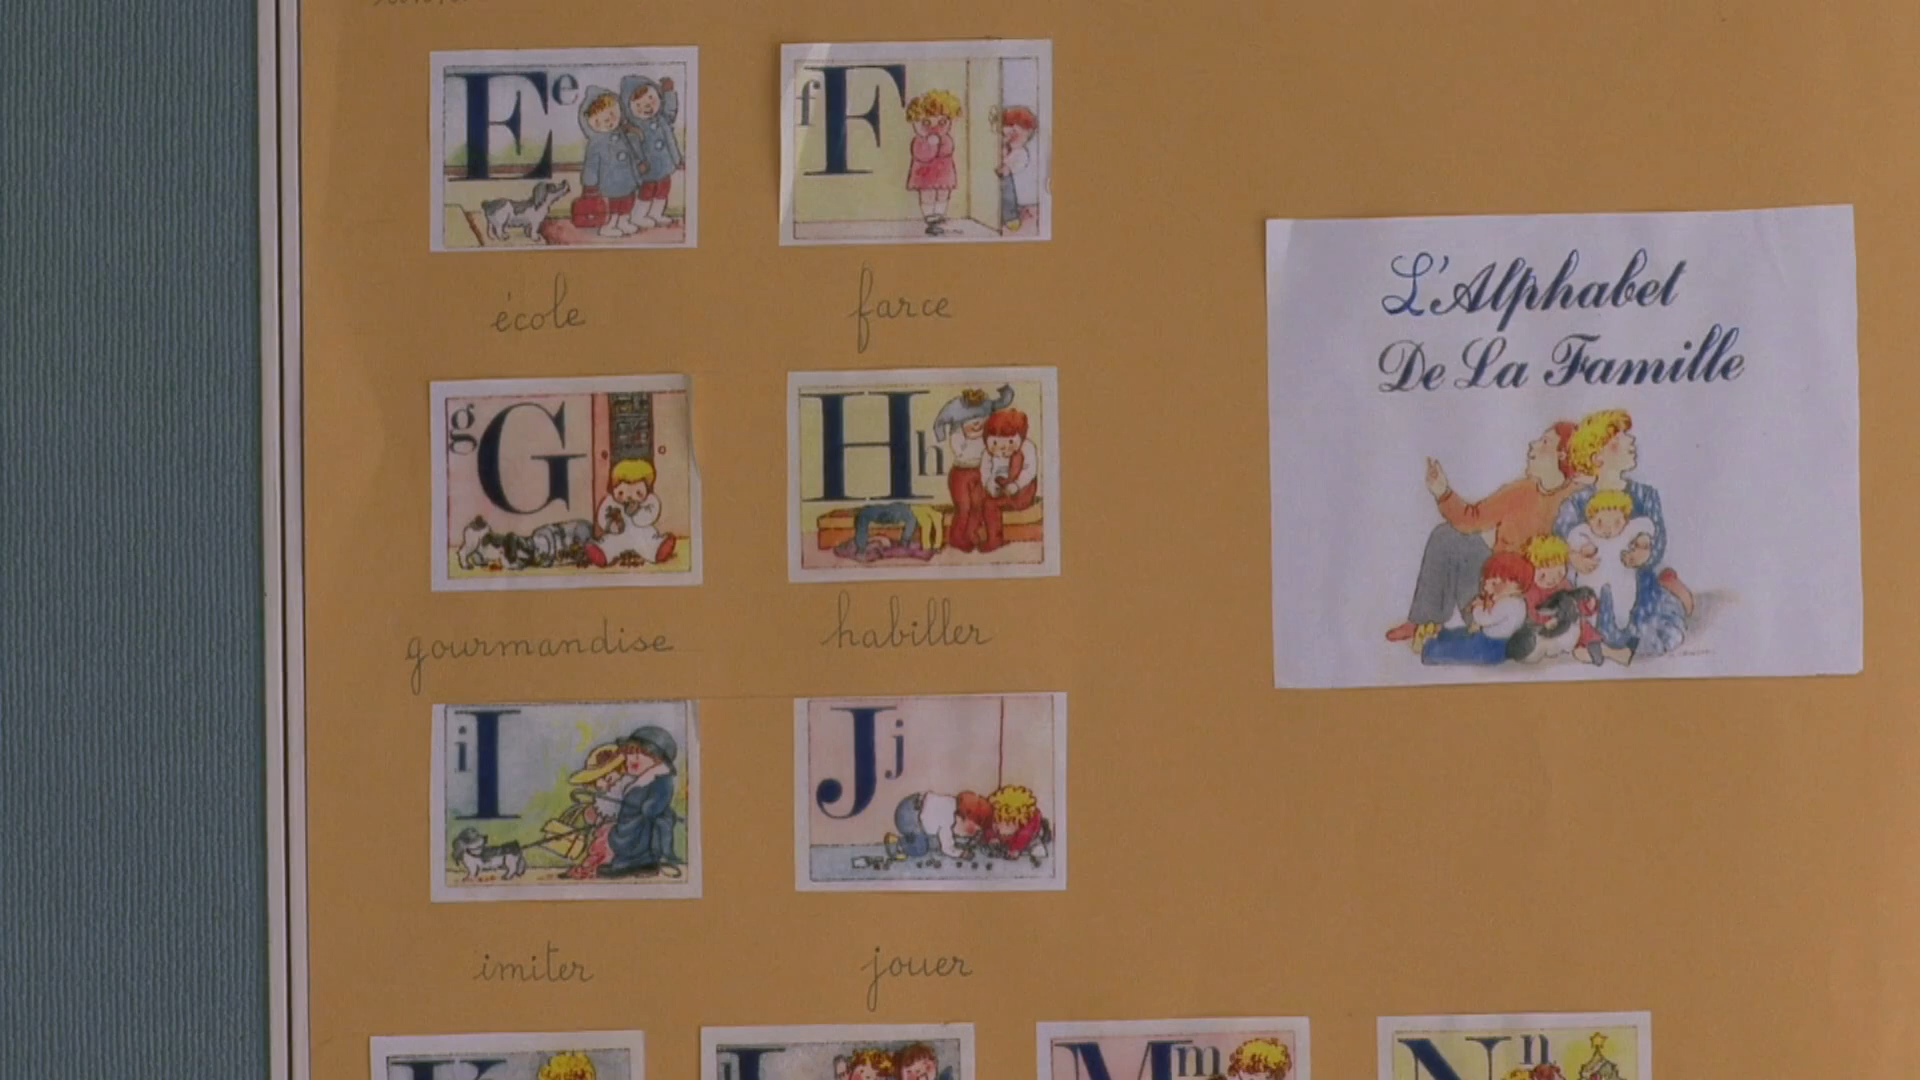 E e
f F
école
farce
L'Alphabet
De La Famille
g G
H h
gourmandise
habiller
i I
J j
imiter
jouer
K
L
M m
N n